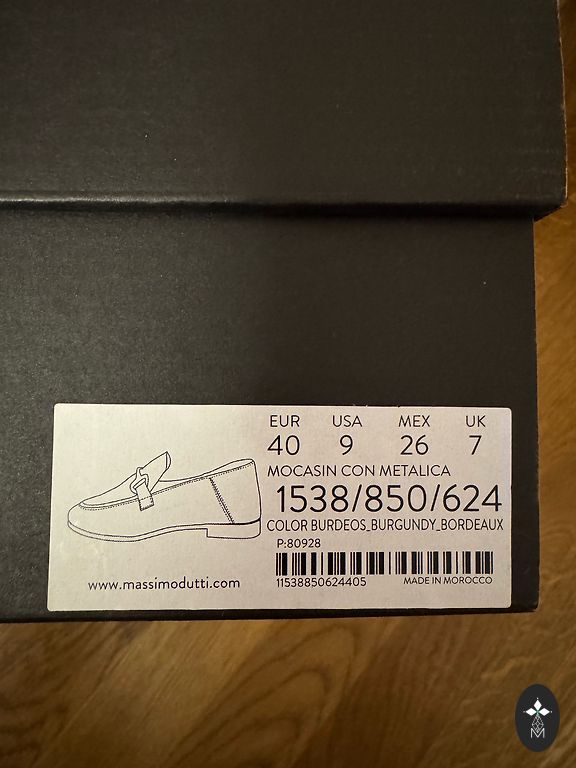 EUR USA MEX UK
40 9 26 7
MOCASIN CON METALICA
1538/850/624
COLOR BURDEOS_BURGUNDY_BORDEAUX
P:80928
11538850624405 MADE IN MOROCCO
www.massimodutti.com
M